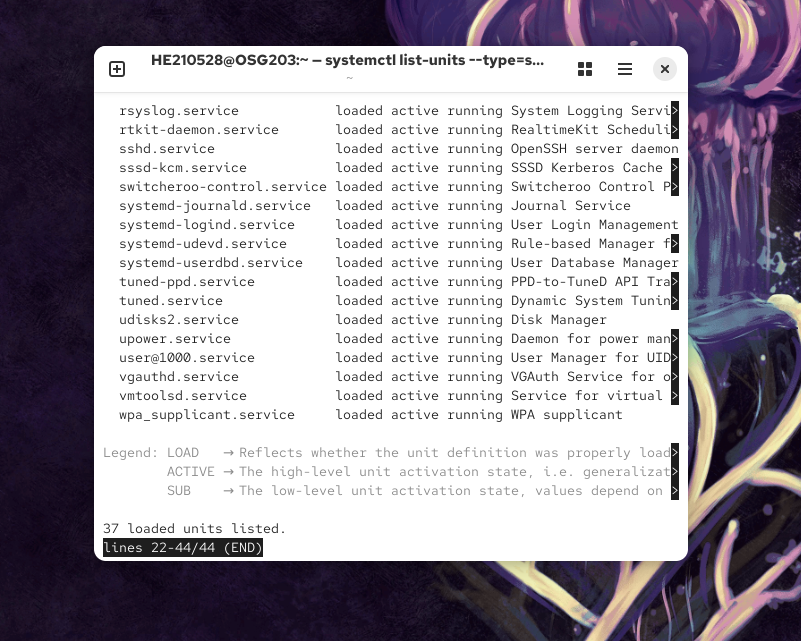 HE210528@OSG203:~ — systemctl list-units --type=s...
~
rsyslog.service loaded active running System Logging Servi>
rtkit-daemon.service loaded active running RealtimeKit Scheduli>
sshd.service loaded active running OpenSSH server daemon
sssd-kcm.service loaded active running SSSD Kerberos Cache >
switcheroo-control.service loaded active running Switcheroo Control P>
systemd-journald.service loaded active running Journal Service
systemd-logind.service loaded active running User Login Management
systemd-udevd.service loaded active running Rule-based Manager f>
systemd-userdbd.service loaded active running User Database Manager
tuned-ppd.service loaded active running PPD-to-TuneD API Tra>
tuned.service loaded active running Dynamic System Tunin>
udisks2.service loaded active running Disk Manager
upower.service loaded active running Daemon for power man>
user@1000.service loaded active running User Manager for UID>
vgauthd.service loaded active running VGAuth Service for o>
vmtoolsd.service loaded active running Service for virtual >
wpa_supplicant.service loaded active running WPA supplicant
Legend: LOAD → Reflects whether the unit definition was properly load>
ACTIVE → The high-level unit activation state, i.e. generalizat>
SUB → The low-level unit activation state, values depend on >
37 loaded units listed.
lines 22-44/44 (END)